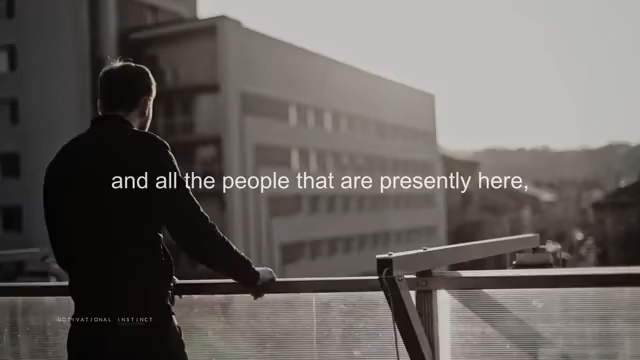 and all the people that are presently here,
MOTIVATIONAL INSTINCT